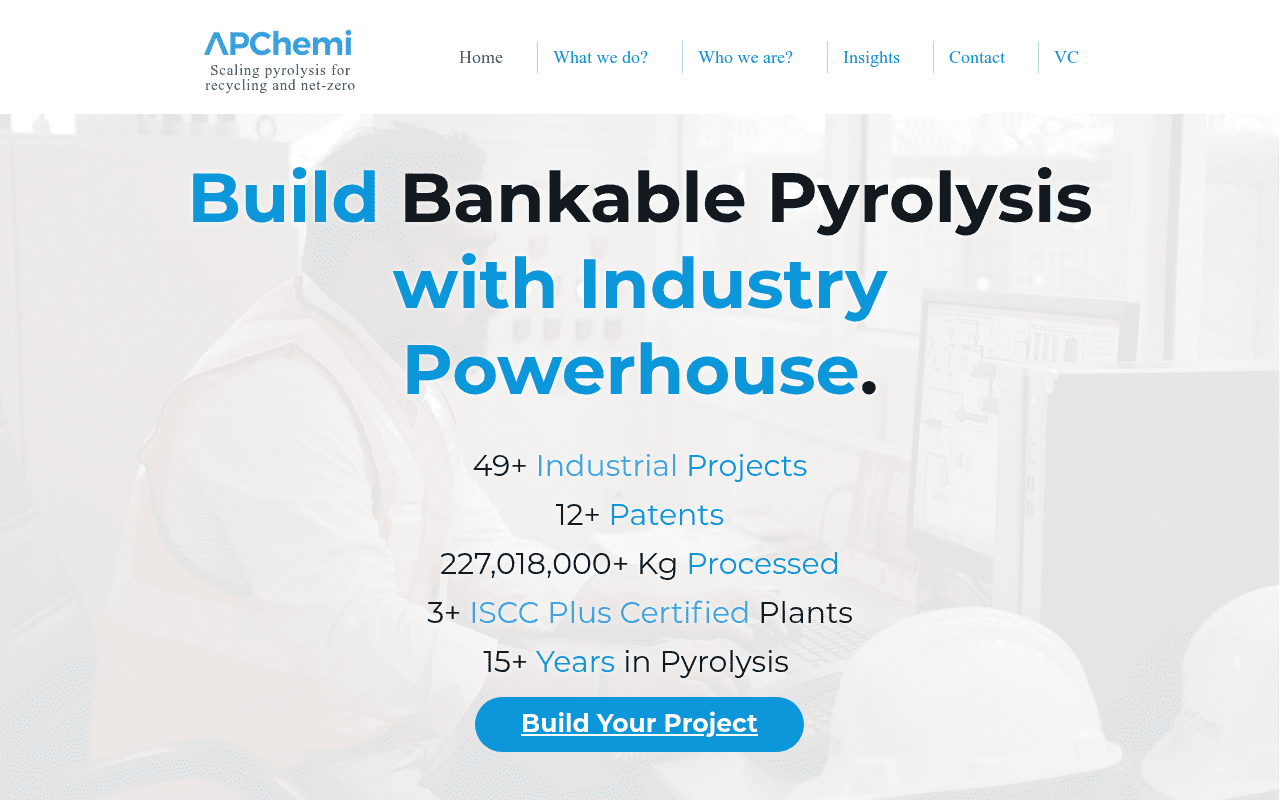 APChemi
Scaling pyrolysis for
recycling and net-zero
Home
What we do?
Who we are?
Insights
Contact
VC
Build Bankable Pyrolysis
with Industry
Powerhouse.
49+ Industrial Projects
12+ Patents
227,018,000+ Kg Processed
3+ ISCC Plus Certified Plants
15+ Years in Pyrolysis
Build Your Project